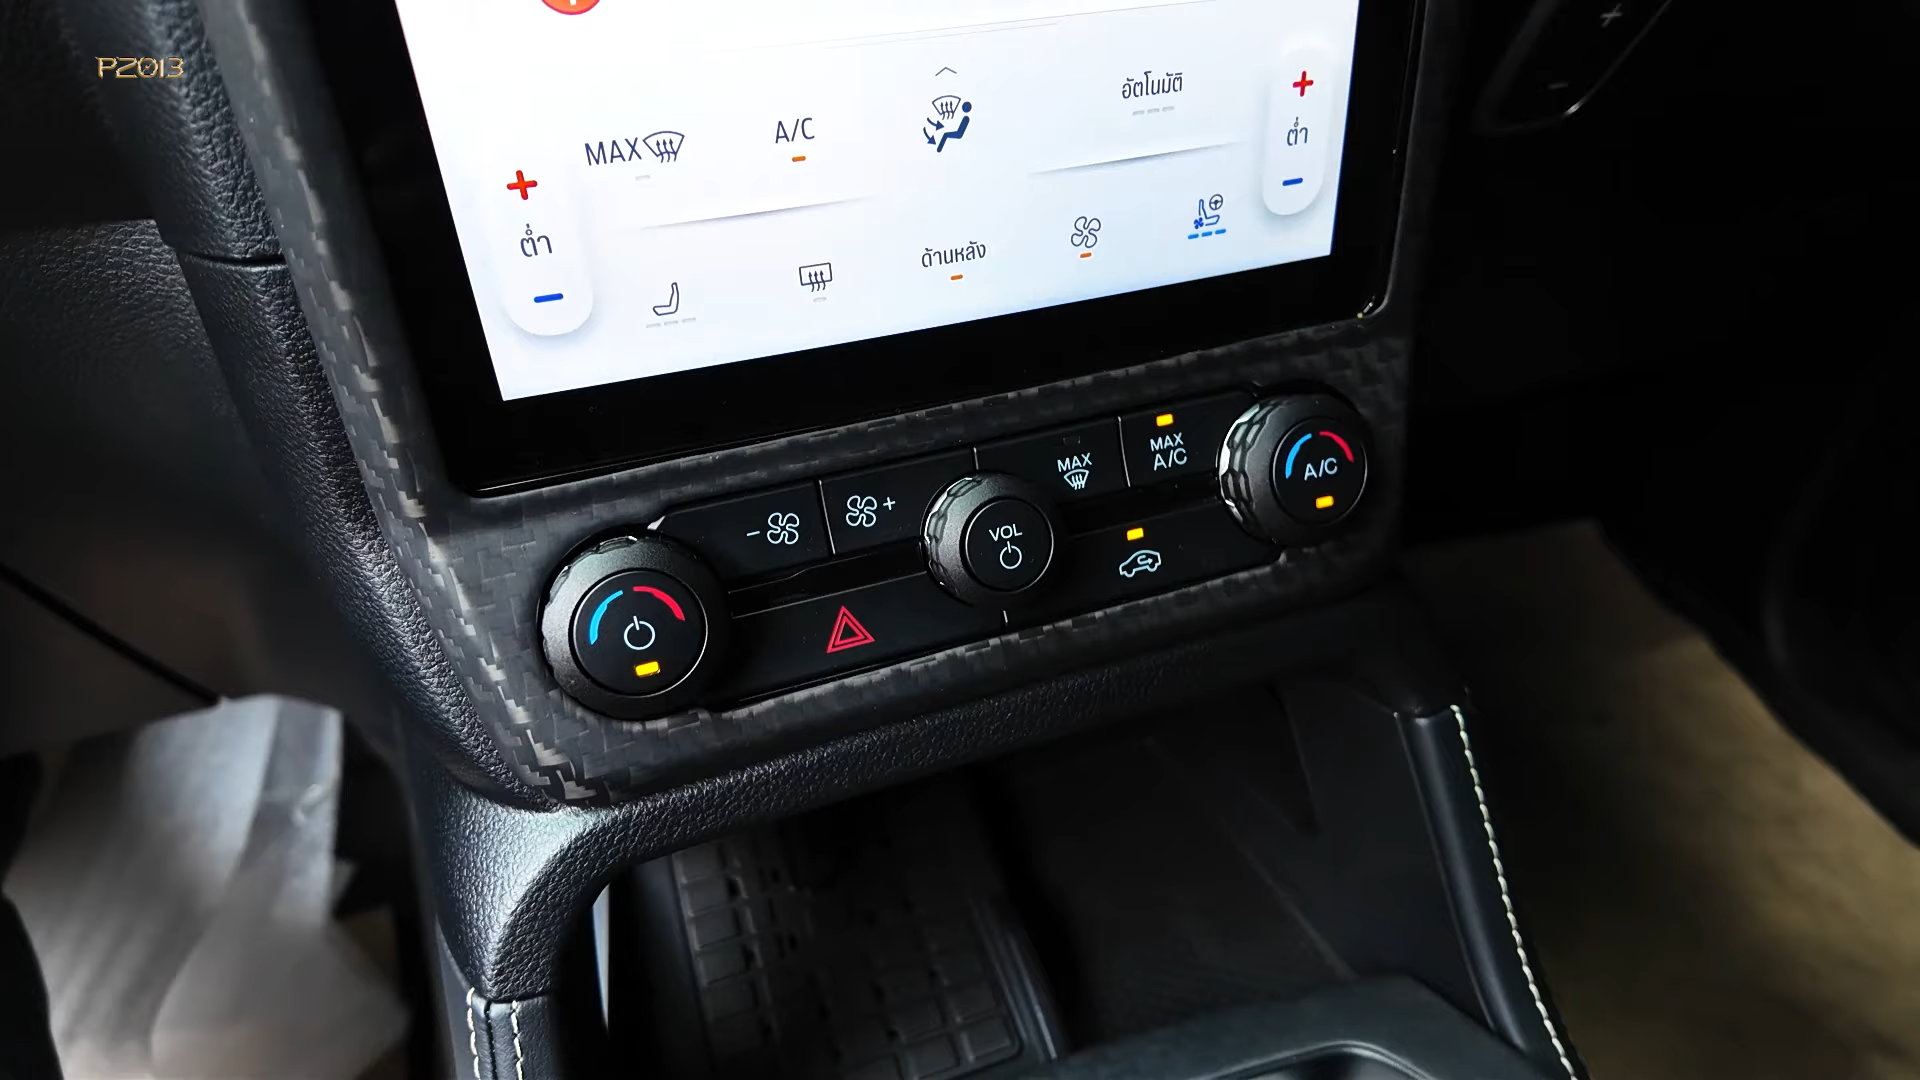 PZ013
MAX
A/C
อัตโนมัติ
ต่ำ
ต่ำ
ด้านหลัง
MAX
MAX
A/C
A/C
VOL